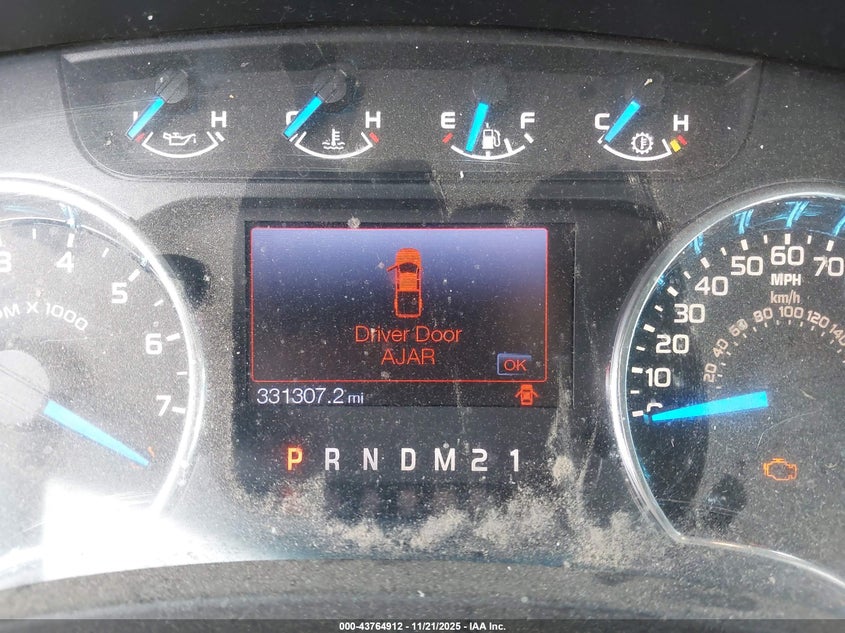 H
C H
E F
C H
3 4 5 6 7
M X 1000
Driver Door
AJAR
OK
331307.2 mi
P R N D M 2 1
0 10 20 30 40 50 60 70
MPH
km/h
20 40 60 80 100 120 140
000-43764912 - 11/21/2025 - IAA Inc.